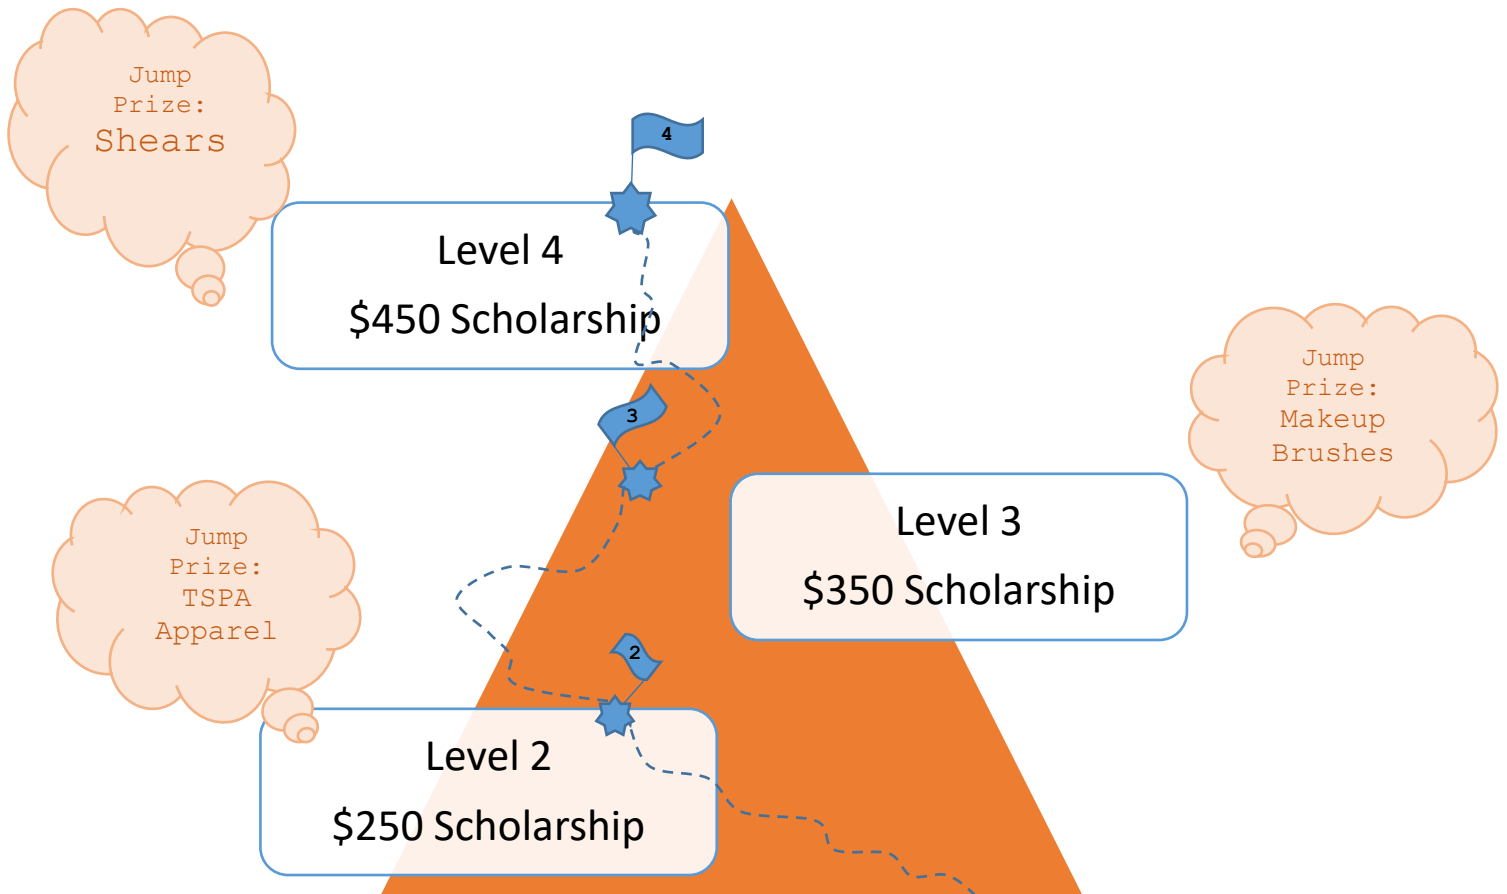 Jump
Prize:
Shears
4
Level 4
$450 Scholarship
3
Jump
Prize:
Makeup
Brushes
Level 3
$350 Scholarship
Jump
Prize:
TSPA
Apparel
2
Level 2
$250 Scholarship